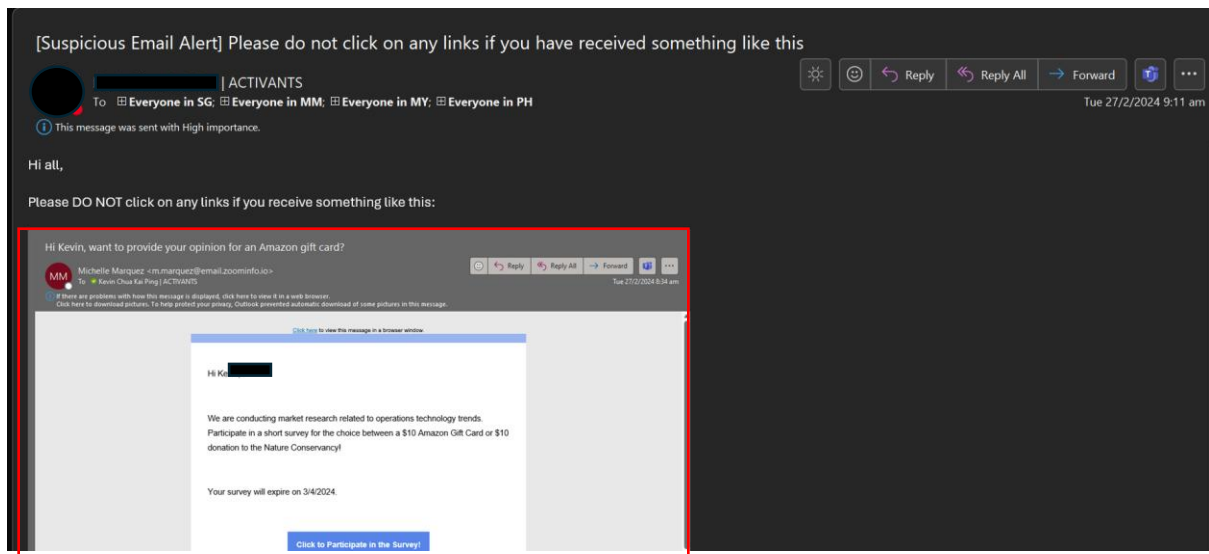 [Suspicious Email Alert] Please do not click on any links if you have received something like this
| ACTIVANTS
Reply
Reply All
Forward
To Everyone in SG; Everyone in MM; Everyone in MY; Everyone in PH
Tue 27/2/2024 9:11 am
This message was sent with High importance.
Hi all,
Please DO NOT click on any links if you receive something like this:
Hi Kevin, want to provide your opinion for an Amazon gift card?
MM
Michelle Marquez <m.marquez@email.zoominfo.io>
Reply
Reply All
Forward
To Kevin Chua Kai Ping | ACTIVANTS
Tue 27/2/2024 8:34 am
If there are problems with how this message is displayed, click here to view it in a web browser.
Click here to download pictures. To help protect your privacy, Outlook prevented automatic download of some pictures in this message.
Click here to view this message in a browser window.
Hi Ke
We are conducting market research related to operations technology trends.
Participate in a short survey for the choice between a $10 Amazon Gift Card or $10
donation to the Nature Conservancy!
Your survey will expire on 3/4/2024.
Click to Participate in the Survey!